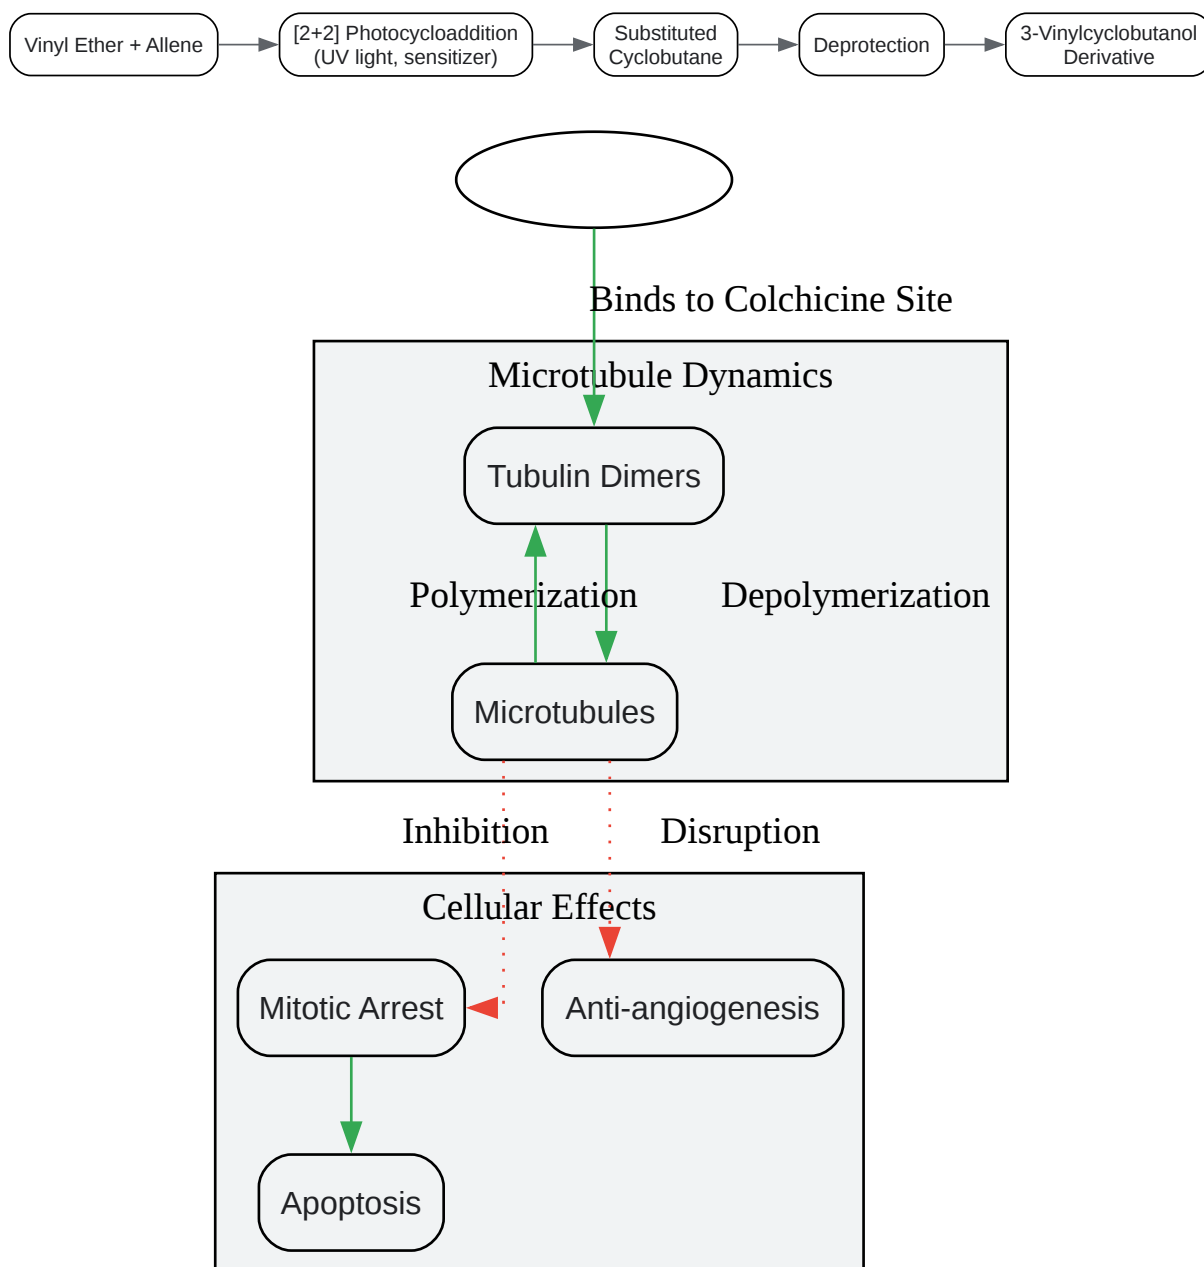 Vinyl Ether + Allene
[2+2] Photocycloaddition
(UV light, sensitizer)
Substituted
Cyclobutane
Deprotection
3-Vinylcyclobutanol
Derivative
Binds to Colchicine Site
Microtubule Dynamics
Tubulin Dimers
Polymerization
Depolymerization
Microtubules
Inhibition
Disruption
Cellular Effects
Mitotic Arrest
Anti-angiogenesis
Apoptosis